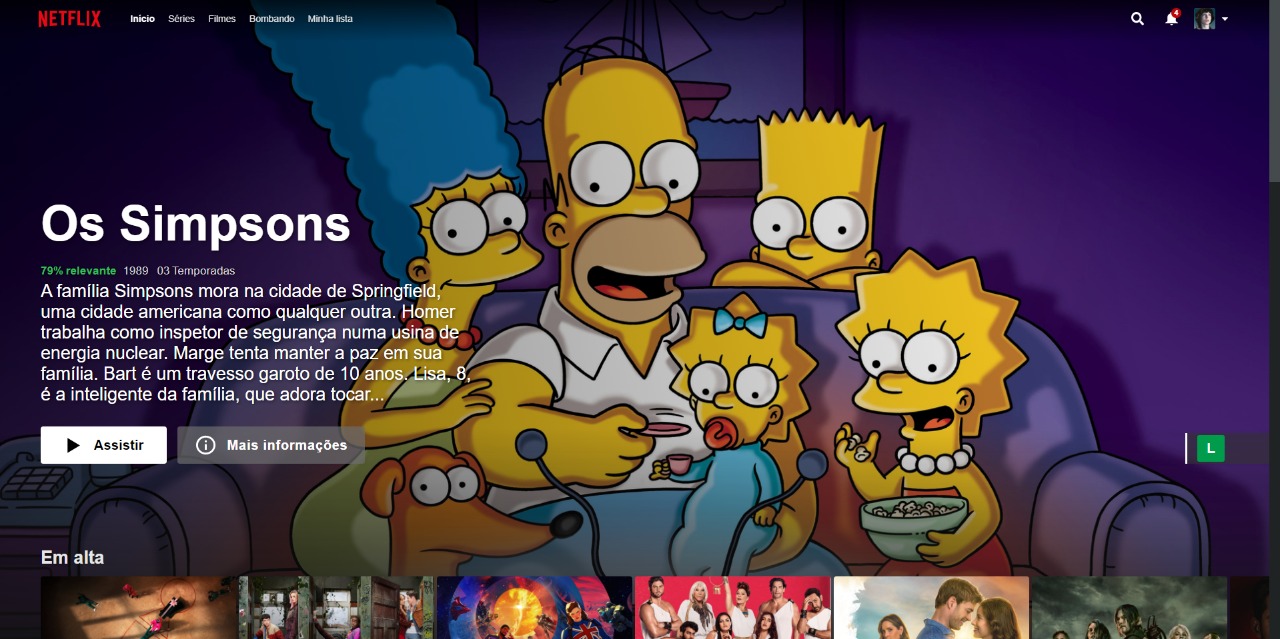 NETFLIX
Início Séries Filmes Bombando Minha lista
4
Os Simpsons
79% relevante 1989 03 Temporadas
A família Simpsons mora na cidade de Springfield,
uma cidade americana como qualquer outra. Homer
trabalha como inspetor de segurança numa usina de
energia nuclear. Marge tenta manter a paz em sua
família. Bart é um travesso garoto de 10 anos. Lisa, 8,
é a inteligente da família, que adora tocar...
Assistir Mais informações
L
Em alta